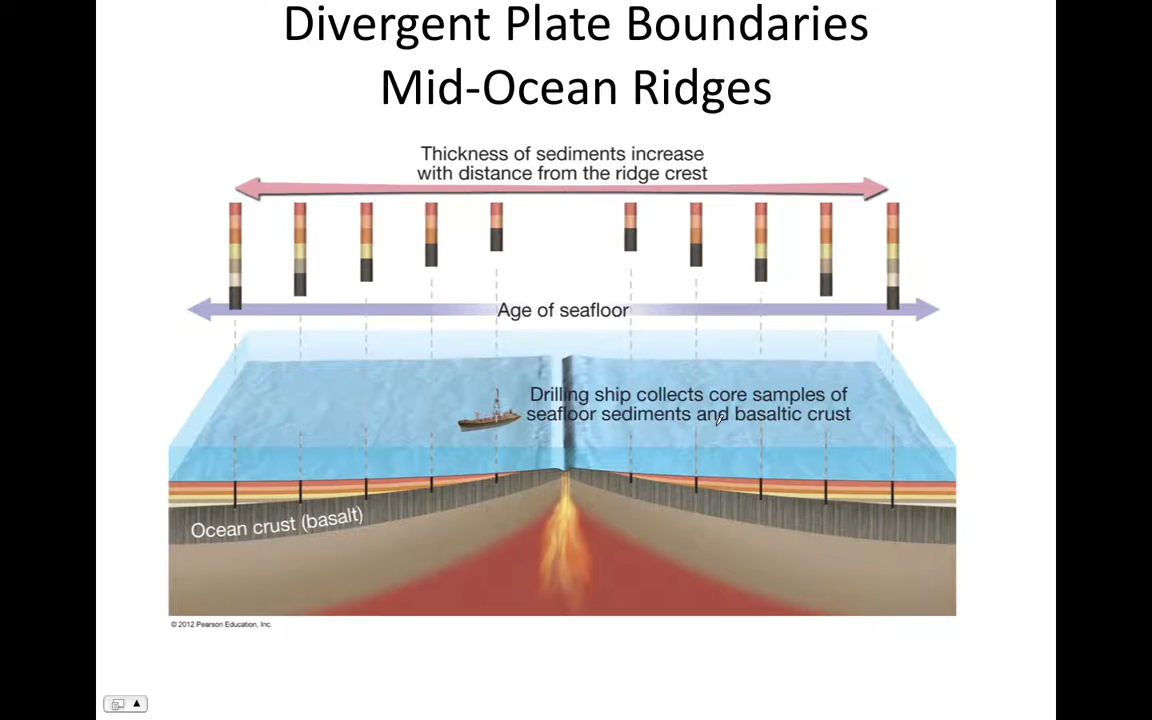 Divergent Plate Boundaries
Mid-Ocean Ridges
Thickness of sediments increase
with distance from the ridge crest
Age of seafloor
Drilling ship collects core samples of
seafloor sediments and basaltic crust
Ocean crust (basalt)
© 2012 Pearson Education, Inc.